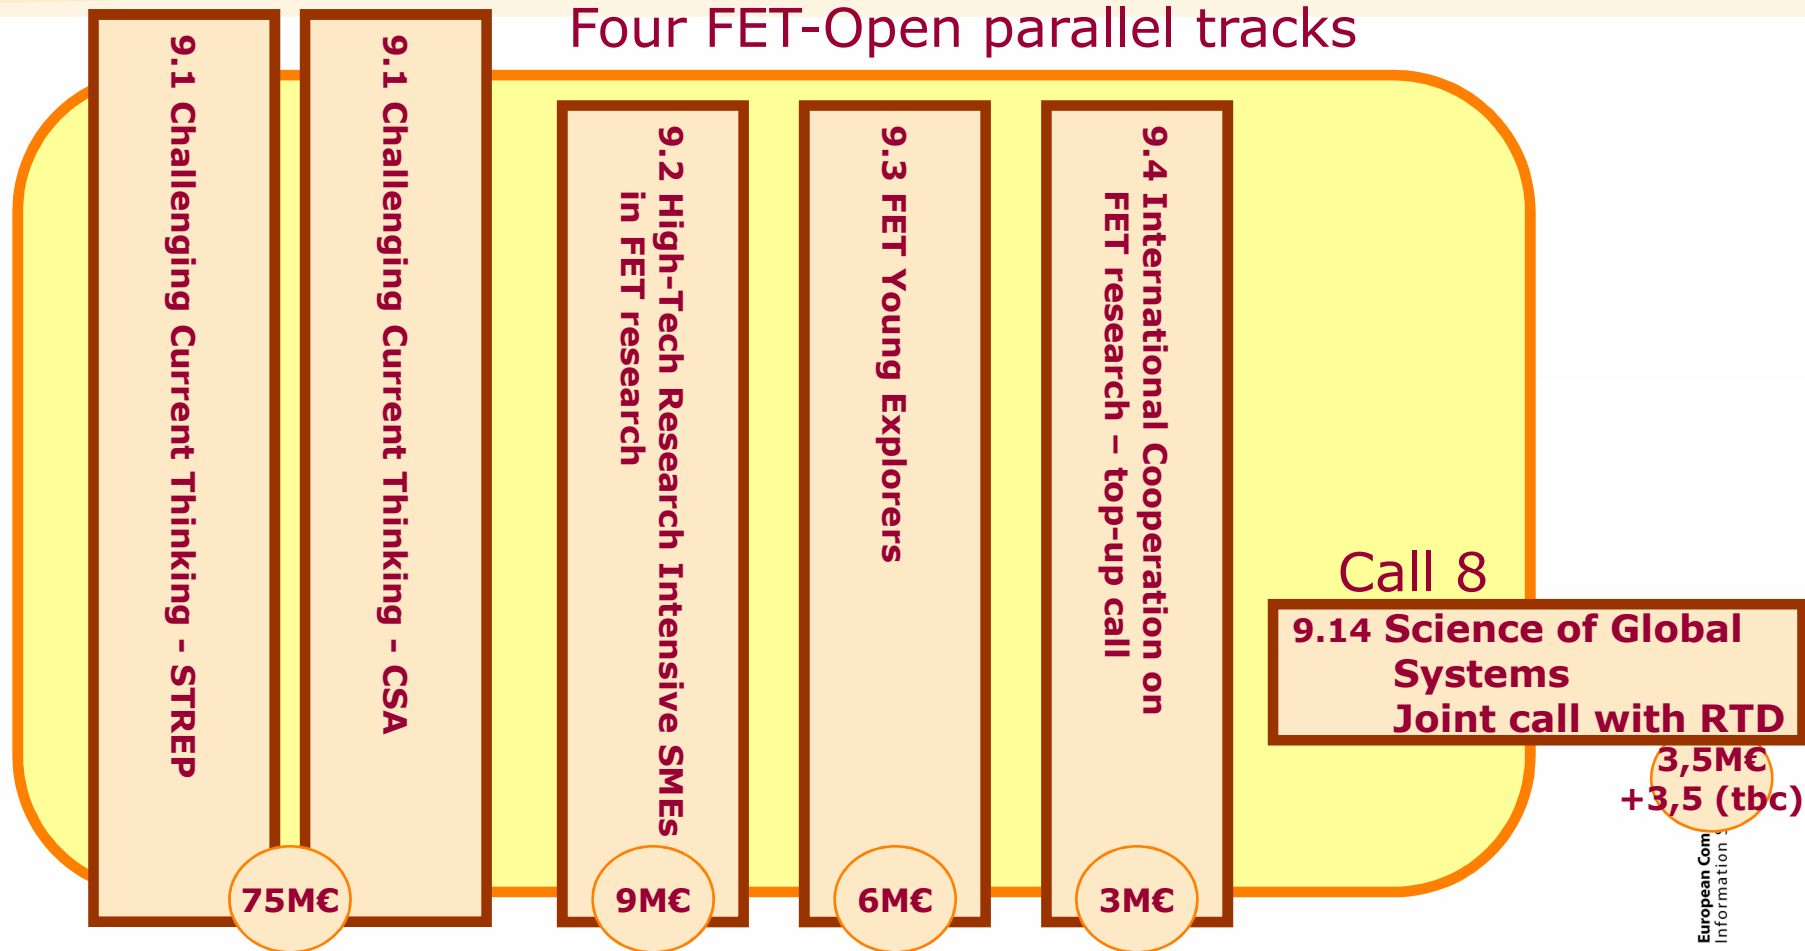 Four FET-Open parallel tracks
9.1 Challenging Current Thinking - STREP
9.1 Challenging Current Thinking - CSA
75M€
9.2 High-Tech Research Intensive SMEs
in FET research
9M€
9.3 FET Young Explorers
6M€
9.4 International Cooperation on
FET research – top-up call
3M€
Call 8
9.14 Science of Global
Systems
Joint call with RTD
3,5M€
+3,5 (tbc)
European Com
Information